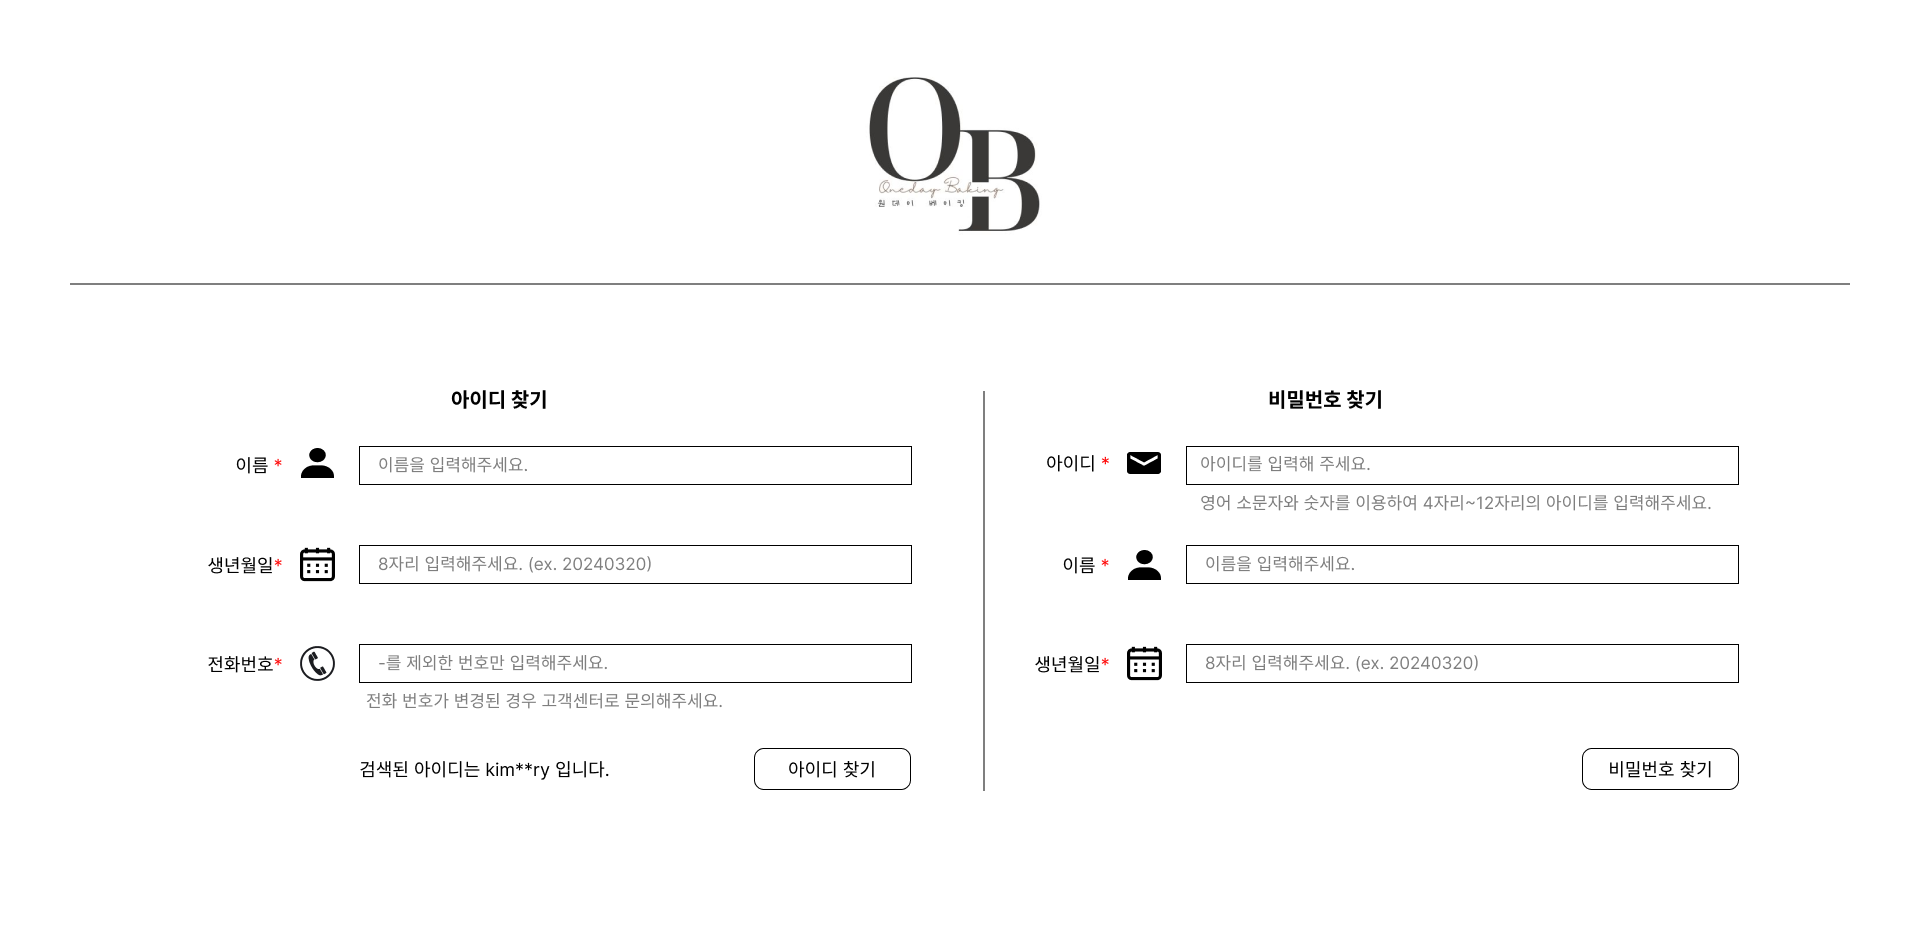 OB
Oneday Baking
원데이 베이킹
아이디 찾기
이름 *
이름을 입력해주세요.
생년월일*
8자리 입력해주세요. (ex. 20240320)
전화번호*
-를 제외한 번호만 입력해주세요.
전화 번호가 변경된 경우 고객센터로 문의해주세요.
검색된 아이디는 kim**ry 입니다.
아이디 찾기
비밀번호 찾기
아이디 *
아이디를 입력해 주세요.
영어 소문자와 숫자를 이용하여 4자리~12자리의 아이디를 입력해주세요.
이름 *
이름을 입력해주세요.
생년월일*
8자리 입력해주세요. (ex. 20240320)
비밀번호 찾기